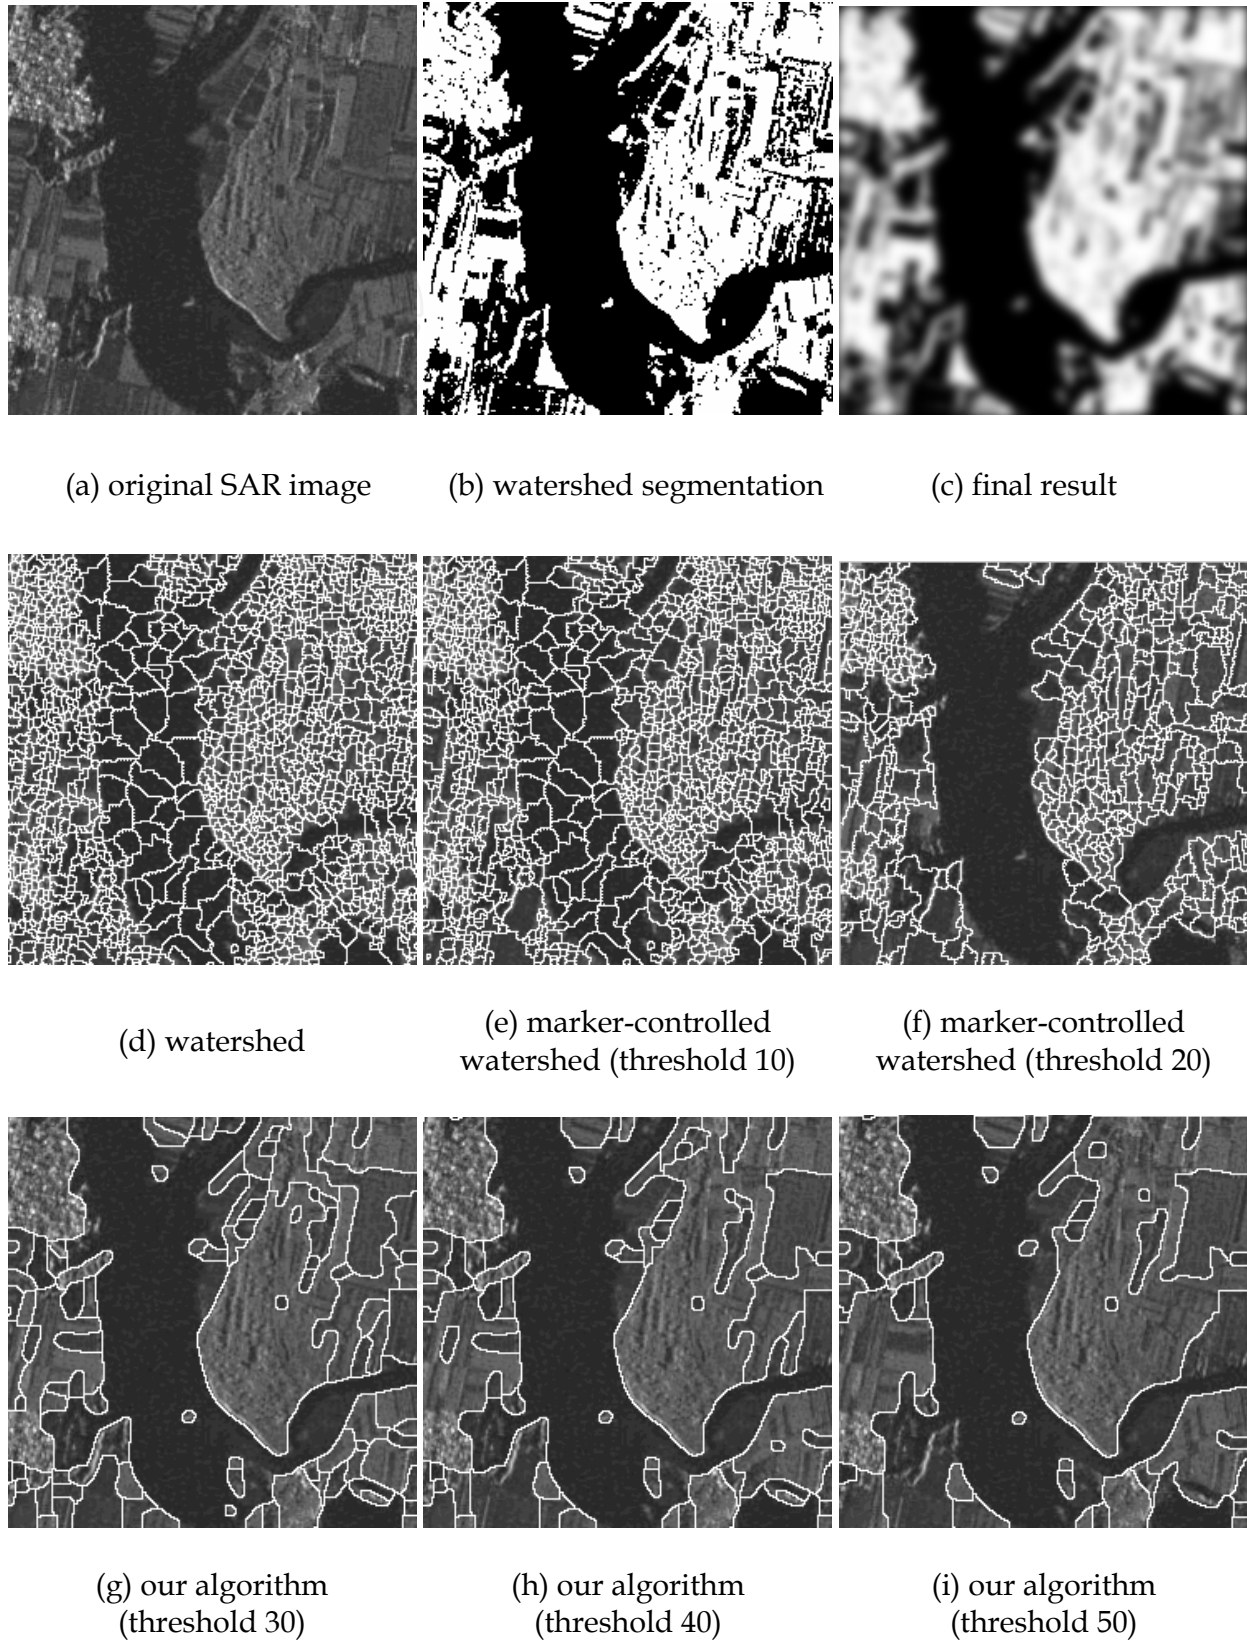 (a) original SAR image
(b) watershed segmentation
(c) final result
(d) watershed
(e) marker-controlled
watershed (threshold 10)
(f) marker-controlled
watershed (threshold 20)
(g) our algorithm
(threshold 30)
(h) our algorithm
(threshold 40)
(i) our algorithm
(threshold 50)